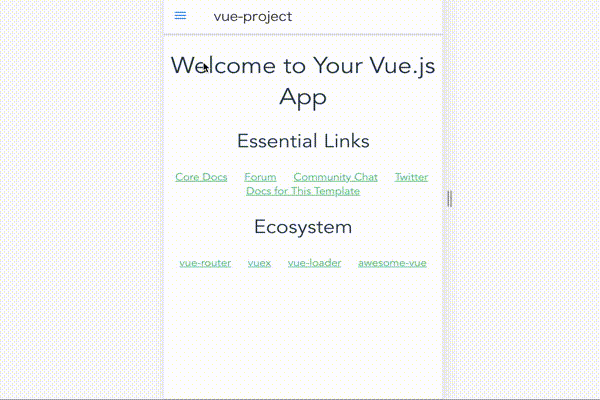 vue-project
Welcome to Your Vue.js
App
Essential Links
Core Docs Forum Community Chat Twitter
Docs for This Template
Ecosystem
vue-router vuex vue-loader awesome-vue